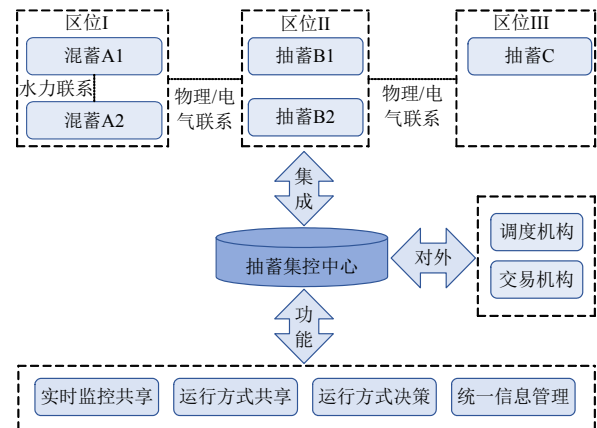 区位I
混蓄A1
水力联系
混蓄A2
物理/电
气联系
区位II
抽蓄B1
抽蓄B2
物理/电
气联系
区位III
抽蓄C
集
成
抽蓄集控中心
对外
调度机构
交易机构
功
能
实时监控共享
运行方式共享
运行方式决策
统一信息管理